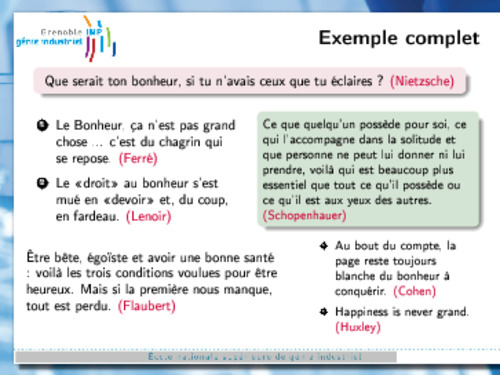 Grenoble INP
génie industriel
Exemple complet
Que serait ton bonheur, si tu n'avais ceux que tu éclaires ? (Nietzsche)
Le Bonheur, ça n'est pas grand
chose ... c'est du chagrin qui
se repose. (Ferré)
Le «droit» au bonheur s'est
mué en «devoir» et, du coup,
en fardeau. (Lenoir)
Ce que quelqu'un possède pour soi, ce
qui l'accompagne dans la solitude et
que personne ne peut lui donner ni lui
prendre, voilà qui est beaucoup plus
essentiel que tout ce qu'il possède ou
ce qu'il est aux yeux des autres.
(Schopenhauer)
Être bête, égoïste et avoir une bonne santé
: voilà les trois conditions voulues pour être
heureux. Mais si la première nous manque,
tout est perdu. (Flaubert)
Au bout du compte, la
page reste toujours
blanche du bonheur à
conquérir. (Cohen)
Happiness is never grand.
(Huxley)
École nationale supérieure de génie industriel